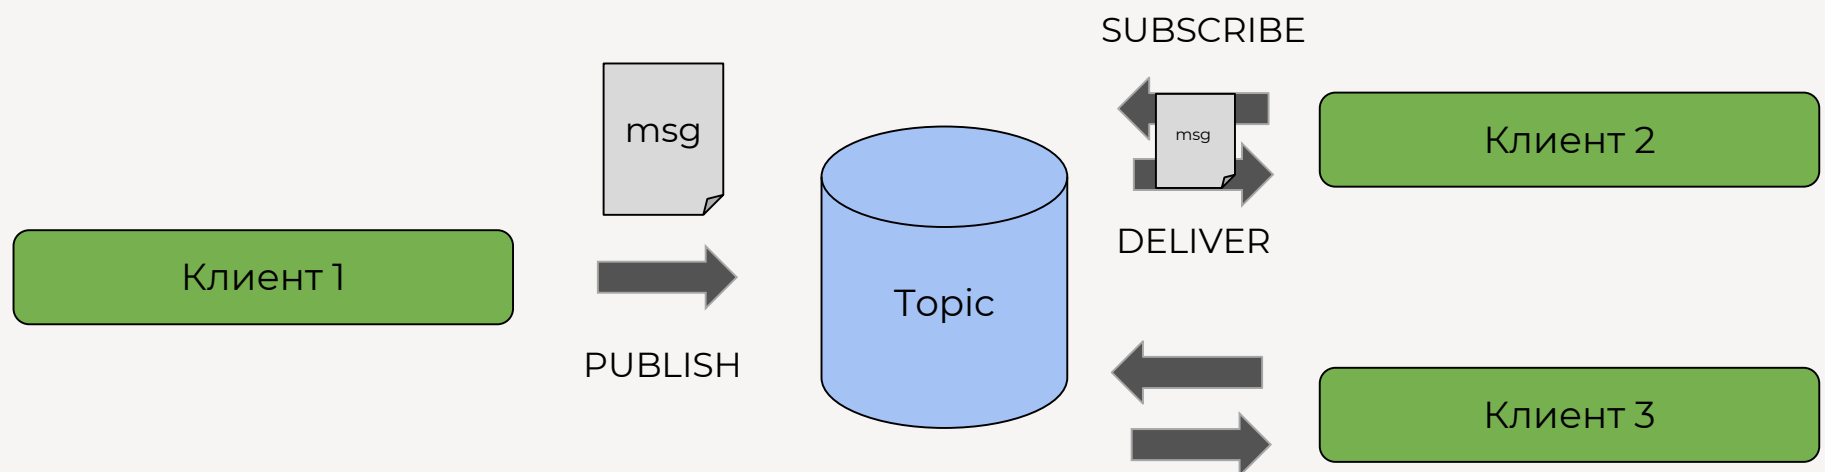 SUBSCRIBE
msg
msg
Клиент 2
DELIVER
Клиент 1
Topic
PUBLISH
Клиент 3